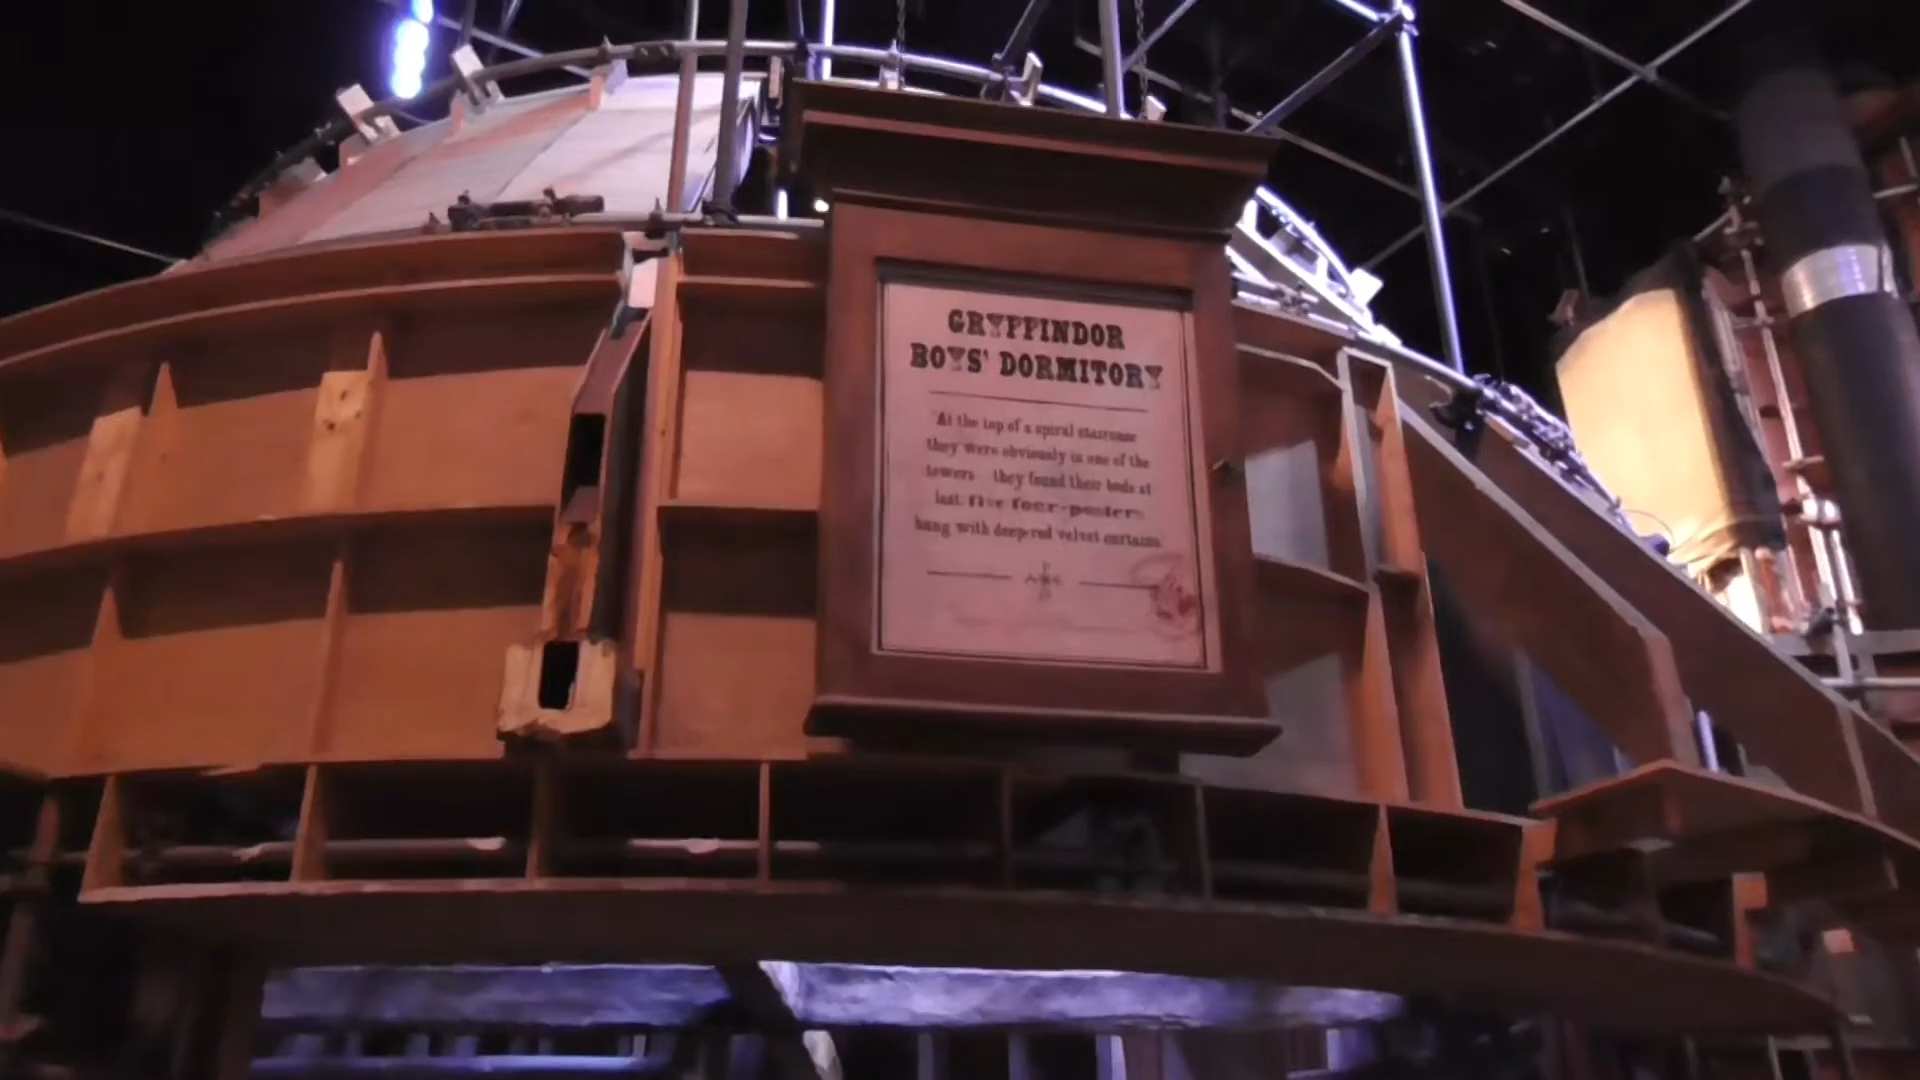 GRYFFINDOR
BOYS' DORMITORY
"At the top of a spiral staircase
they were obviously in one of the
towers they found their beds at
last: five four-posters
hung with deep-red velvet curtains